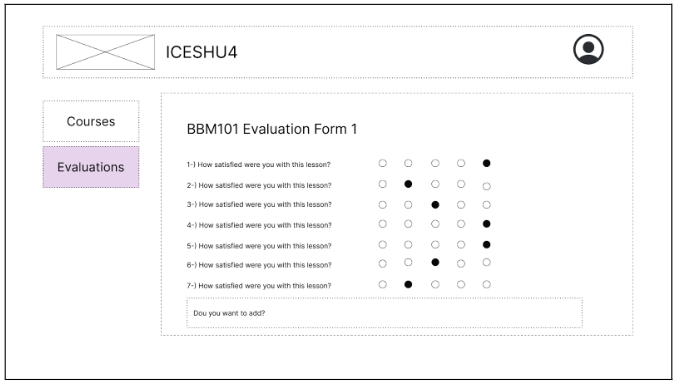 ICESHU4
Courses
Evaluations
BBM101 Evaluation Form 1
1-) How satisfied were you with this lesson?
2-) How satisfied were you with this lesson?
3-) How satisfied were you with this lesson?
4-) How satisfied were you with this lesson?
5-) How satisfied were you with this lesson?
6-) How satisfied were you with this lesson?
7-) How satisfied were you with this lesson?
Dou you want to add?